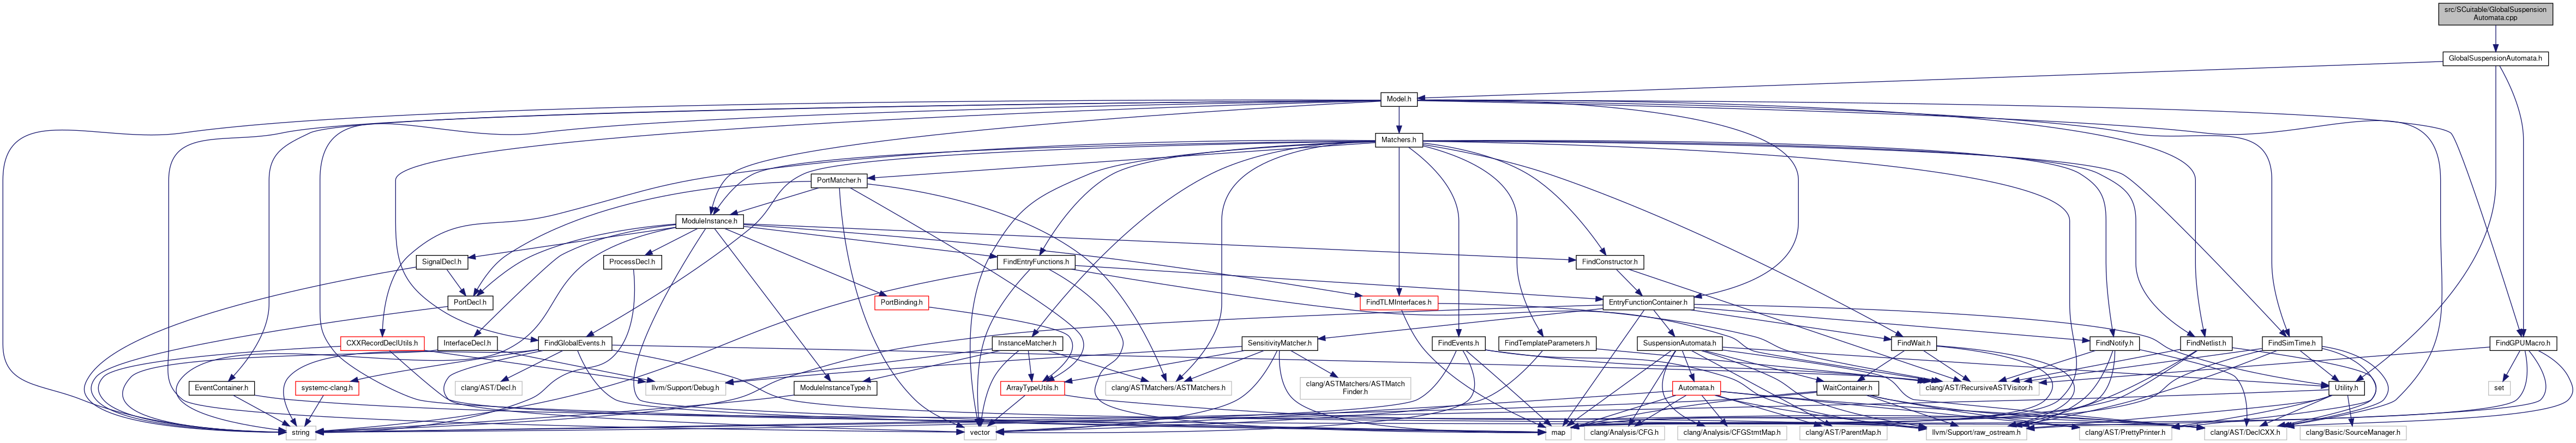 src/SCuitable/GlobalSuspension
Automata.cpp
GlobalSuspensionAutomata.h
Model.h
Matchers.h
PortMatcher.h
ModuleInstance.h
SignalDecl.h
ProcessDecl.h
FindEntryFunctions.h
FindConstructor.h
PortDecl.h
PortBinding.h
FindTLMInterfaces.h
EntryFunctionContainer.h
CXXRecordDeclUtils.h
InterfaceDecl.h
FindGlobalEvents.h
InstanceMatcher.h
SensitivityMatcher.h
FindEvents.h
FindTemplateParameters.h
SuspensionAutomata.h
FindWait.h
FindNotify.h
FindNetlist.h
FindSimTime.h
FindGPUMacro.h
EventContainer.h
systemc-clang.h
clang/AST/Decl.h
llvm/Support/Debug.h
ModuleInstanceType.h
ArrayTypeUtils.h
clang/ASTMatchers/ASTMatchers.h
clang/ASTMatchers/ASTMatch
Finder.h
Automata.h
WaitContainer.h
clang/AST/RecursiveASTVisitor.h
Utility.h
set
string
vector
map
clang/Analysis/CFG.h
clang/Analysis/CFGStmtMap.h
clang/AST/ParentMap.h
llvm/Support/raw_ostream.h
clang/AST/PrettyPrinter.h
clang/AST/DeclCXX.h
clang/Basic/SourceManager.h